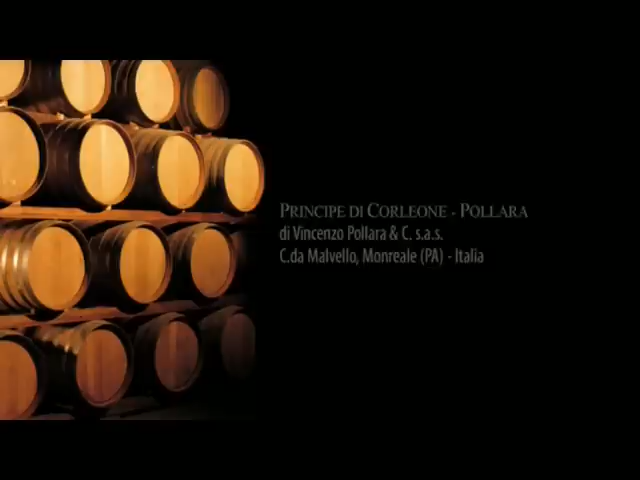 PRINCIPE DI CORLEONE - POLLARA
di Vincenzo Pollara & C. s.a.s.
C.da Malvello, Monreale (PA) - Italia